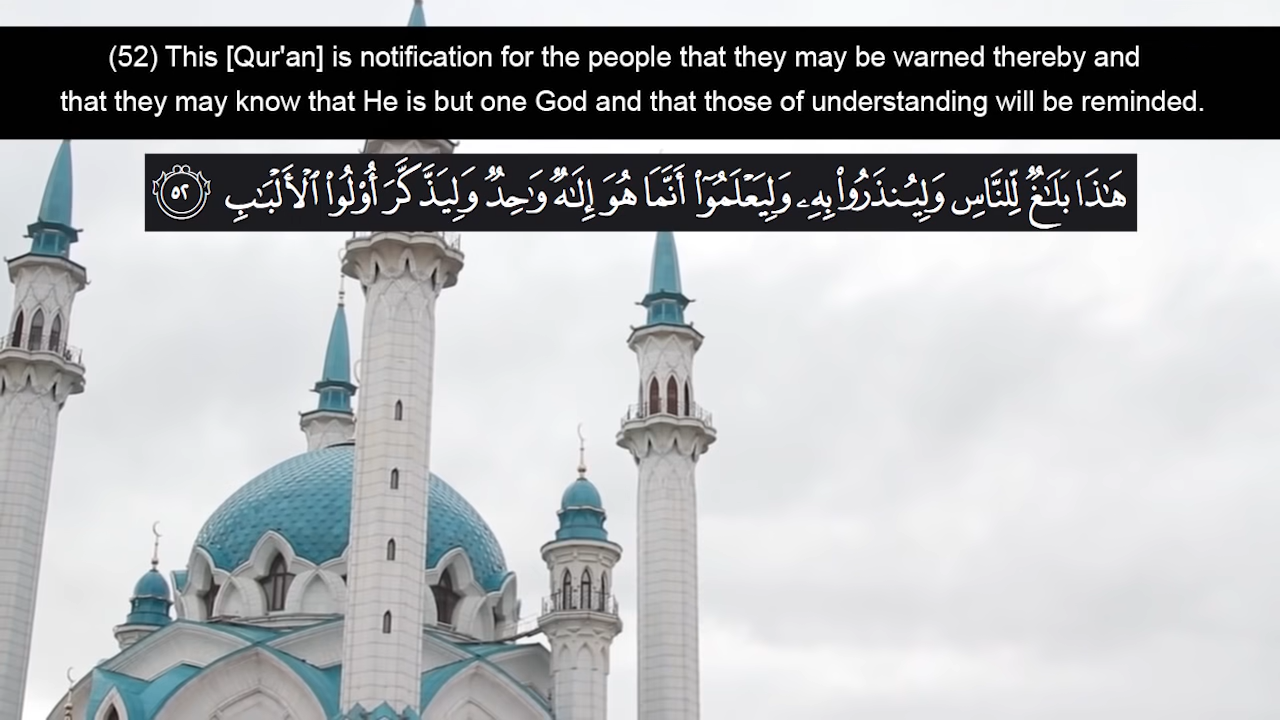 (52) This [Qur'an] is notification for the people that they may be warned thereby and
that they may know that He is but one God and that those of understanding will be reminded.
هَٰذَا بَلَٰغٌ لِّلنَّاسِ وَلِيُنذَرُوا۟ بِهِۦ وَلِيَعْلَمُوٓا۟ أَنَّمَا هُوَ إِلَٰهٌ وَٰحِدٌ وَلِيَذَّكَّرَ أُو۟لُوا۟ ٱلْأَلْبَٰبِ ٥٢